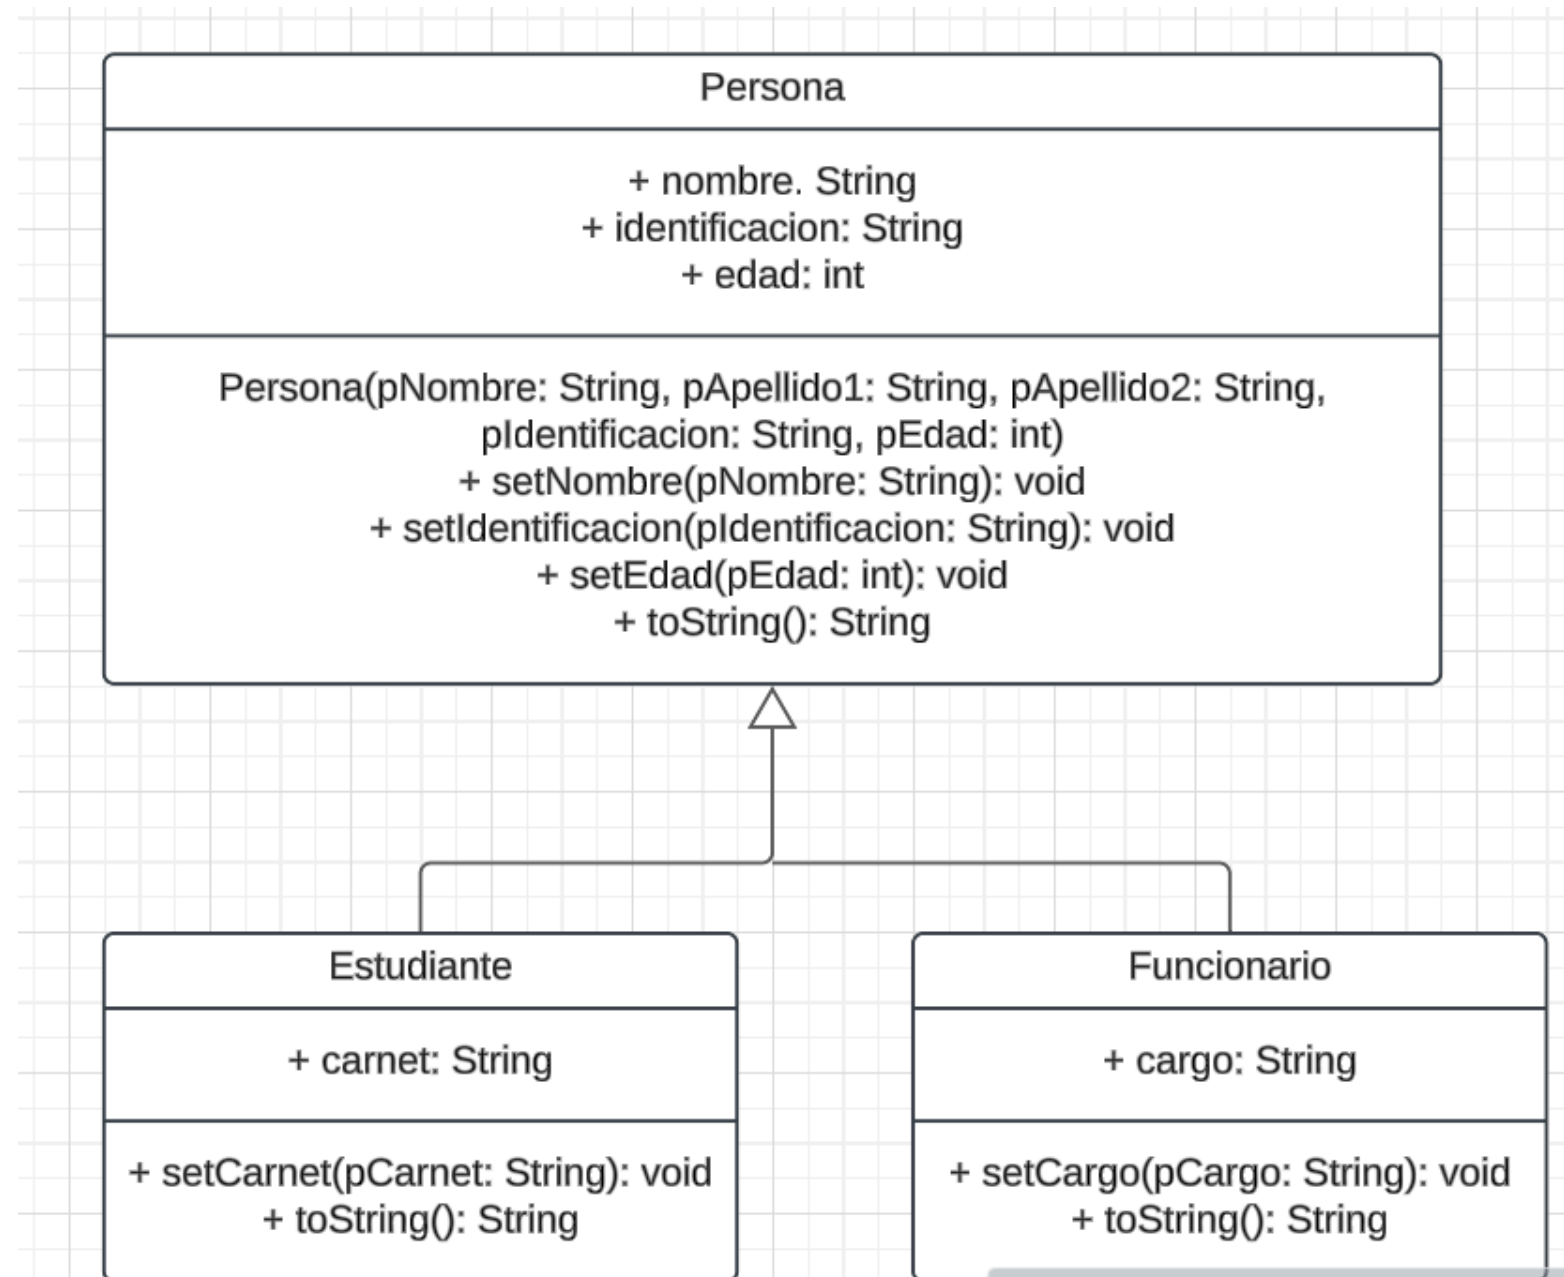 Persona
+ nombre. String
+ identificacion: String
+ edad: int
Persona(pNombre: String, pApellido1: String, pApellido2: String,
pIdentificacion: String, pEdad: int)
+ setNombre(pNombre: String): void
+ setIdentificacion(pIdentificacion: String): void
+ setEdad(pEdad: int): void
+ toString(): String
Estudiante
+ carnet: String
+ setCarnet(pCarnet: String): void
+ toString(): String
Funcionario
+ cargo: String
+ setCargo(pCargo: String): void
+ toString(): String